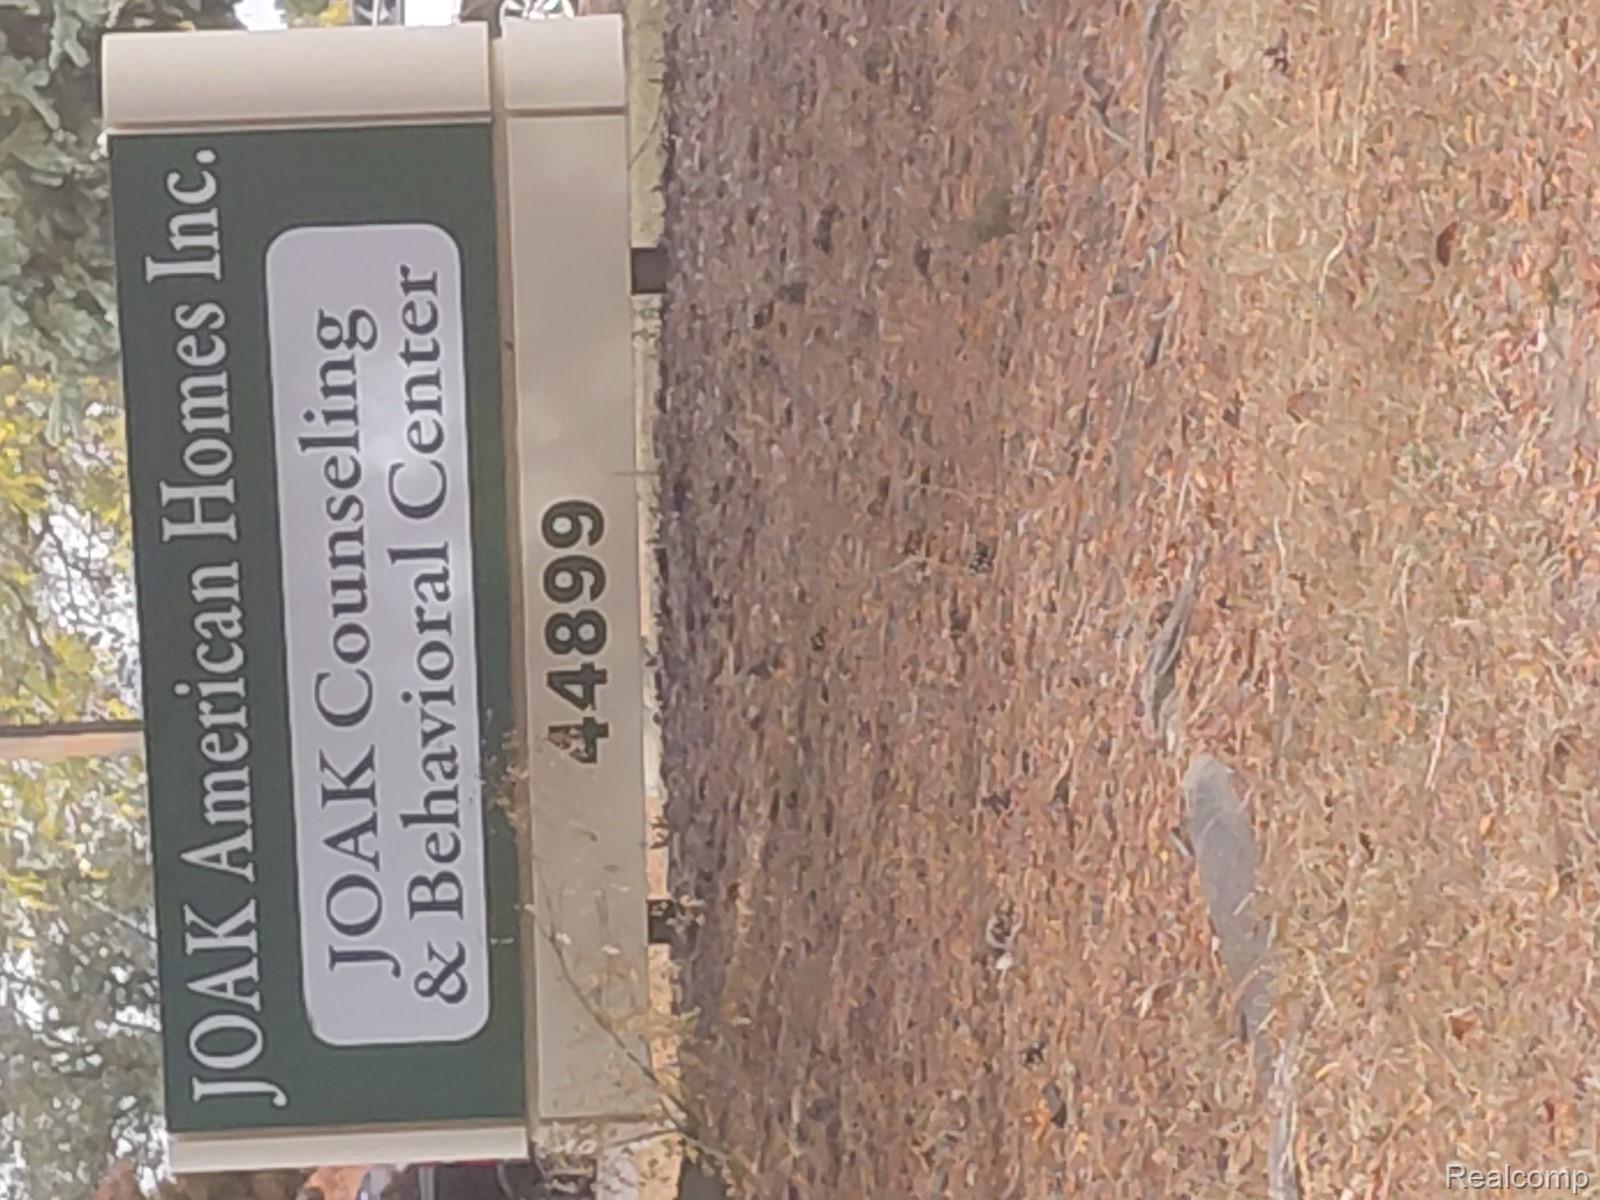 JOAK American Homes Inc.
JOAK Counseling
& Behavioral Center
44899
Realcomp